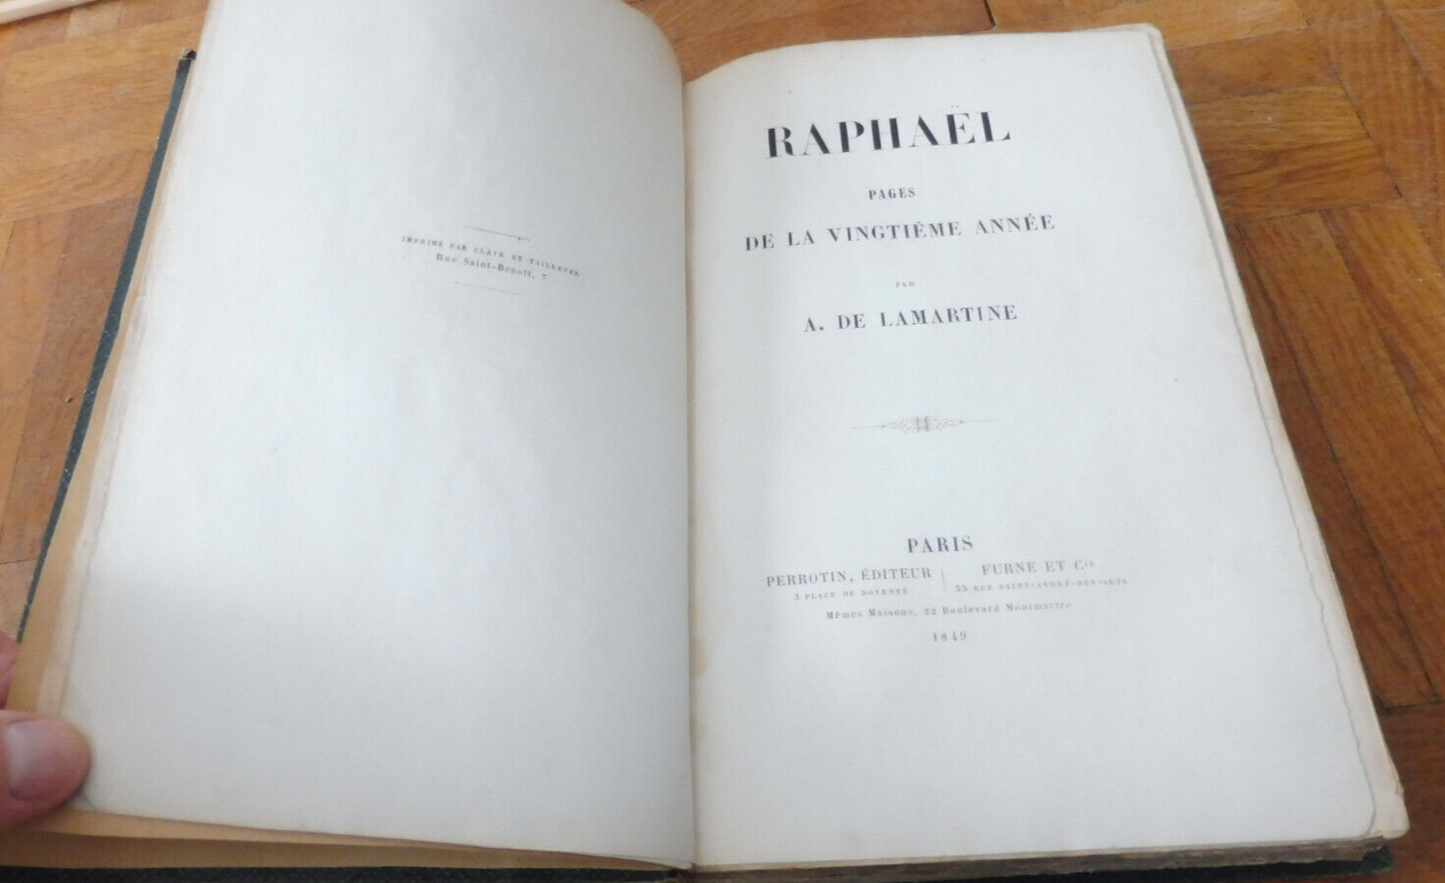 IMPRIMÉ PAR CLAYE ET TAILLEFER
Rue Saint-Benoît, 7
RAPHAËL
PAGES
DE LA VINGTIÈME ANNÉE
PAR
A. DE LAMARTINE
PARIS
PERROTIN, ÉDITEUR
3 PLACE DE DOYENNÉ
FURNE ET Cie
55 RUE SAINT-ANDRÉ-DES-ARTS
Mêmes Maisons, 22 Boulevard Montmartre
1849